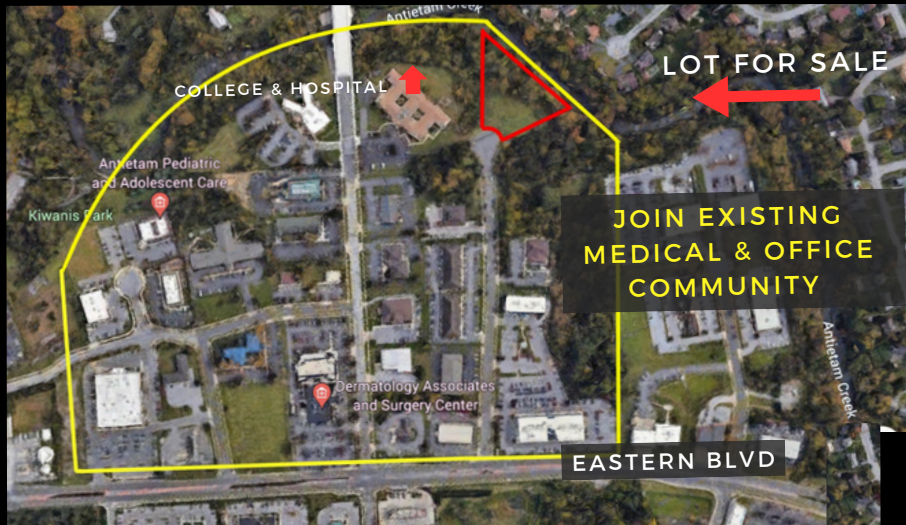 Antietam Creek
LOT FOR SALE
COLLEGE & HOSPITAL
Antietam Pediatric
and Adolescent Care
Kiwanis Park
JOIN EXISTING
MEDICAL & OFFICE
COMMUNITY
Antietam Creek
Dermatology Associates
and Surgery Center
EASTERN BLVD